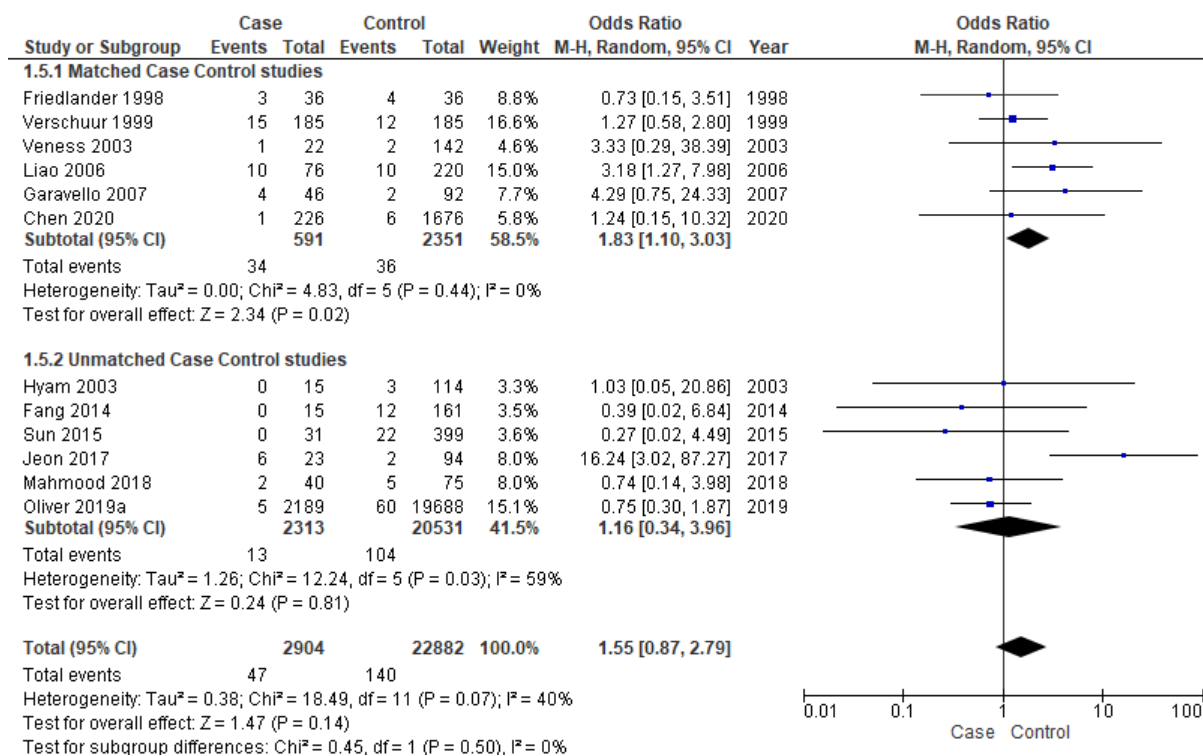 Case Control Odds Ratio Odds Ratio
Study or Subgroup Events Total Events Total Weight M-H, Random, 95% CI Year M-H, Random, 95% CI
1.5.1 Matched Case Control studies
Friedlander 1998 3 36 4 36 8.8% 0.73 [0.15, 3.51] 1998
Verschuur 1999 15 185 12 185 16.6% 1.27 [0.58, 2.80] 1999
Veness 2003 1 22 2 142 4.6% 3.33 [0.29, 38.39] 2003
Liao 2006 10 76 10 220 15.0% 3.18 [1.27, 7.98] 2006
Garavello 2007 4 46 2 92 7.7% 4.29 [0.75, 24.33] 2007
Chen 2020 1 226 6 1676 5.8% 1.24 [0.15, 10.32] 2020
Subtotal (95% CI) 591 2351 58.5% 1.83 [1.10, 3.03]
Total events 34 36
Heterogeneity: Tau² = 0.00; Chi² = 4.83, df = 5 (P = 0.44); I² = 0%
Test for overall effect: Z = 2.34 (P = 0.02)
1.5.2 Unmatched Case Control studies
Hyam 2003 0 15 3 114 3.3% 1.03 [0.05, 20.86] 2003
Fang 2014 0 15 12 161 3.5% 0.39 [0.02, 6.84] 2014
Sun 2015 0 31 22 399 3.6% 0.27 [0.02, 4.49] 2015
Jeon 2017 6 23 2 94 8.0% 16.24 [3.02, 87.27] 2017
Mahmood 2018 2 40 5 75 8.0% 0.74 [0.14, 3.98] 2018
Oliver 2019a 5 2189 60 19688 15.1% 0.75 [0.30, 1.87] 2019
Subtotal (95% CI) 2313 20531 41.5% 1.16 [0.34, 3.96]
Total events 13 104
Heterogeneity: Tau² = 1.26; Chi² = 12.24, df = 5 (P = 0.03); I² = 59%
Test for overall effect: Z = 0.24 (P = 0.81)
Total (95% CI) 2904 22882 100.0% 1.55 [0.87, 2.79]
Total events 47 140
Heterogeneity: Tau² = 0.38; Chi² = 18.49, df = 11 (P = 0.07); I² = 40%
Test for overall effect: Z = 1.47 (P = 0.14)
Test for subgroup differences: Chi² = 0.45, df = 1 (P = 0.50), I² = 0%
0.01 0.1 1 10 100
Case Control